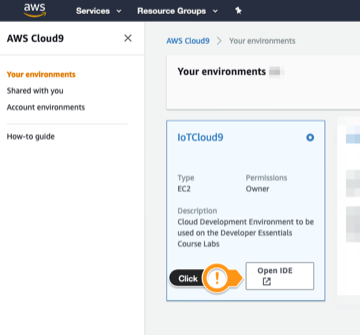 aws
Services
Resource Groups
AWS Cloud9
Your environments
Shared with you
Account environments
How-to guide
AWS Cloud9 > Your environments
Your environments
IoTCloud9
Type
EC2
Permissions
Owner
Description
Cloud Development Environment to be
used on the Developer Essentials
Course Labs
Click
!
Open IDE